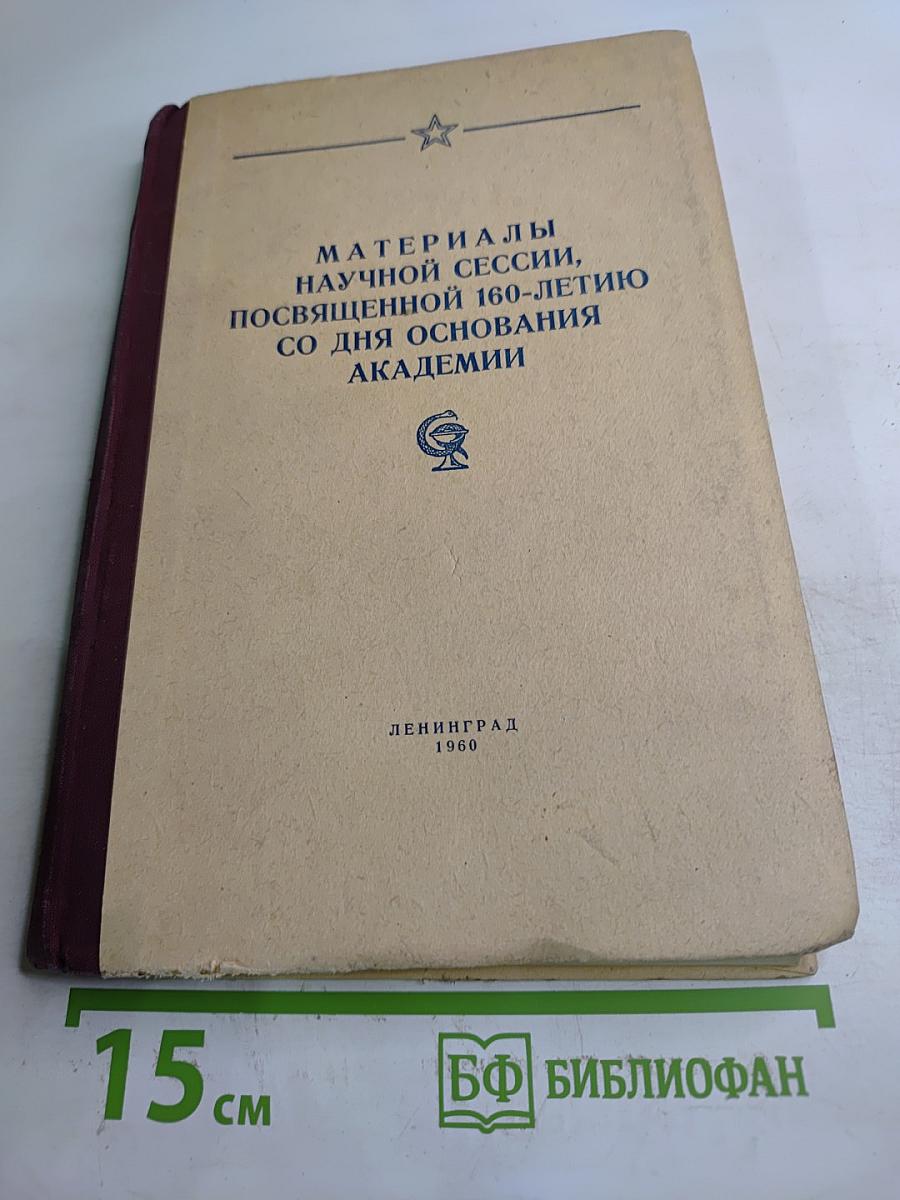 МАТЕРИАЛЫ
НАУЧНОЙ СЕССИИ,
ПОСВЯЩЕННОЙ 160-ЛЕТИЮ
СО ДНЯ ОСНОВАНИЯ
АКАДЕМИИ
ЛЕНИНГРАД
1960
15 см
БФ БИБЛИОФАН